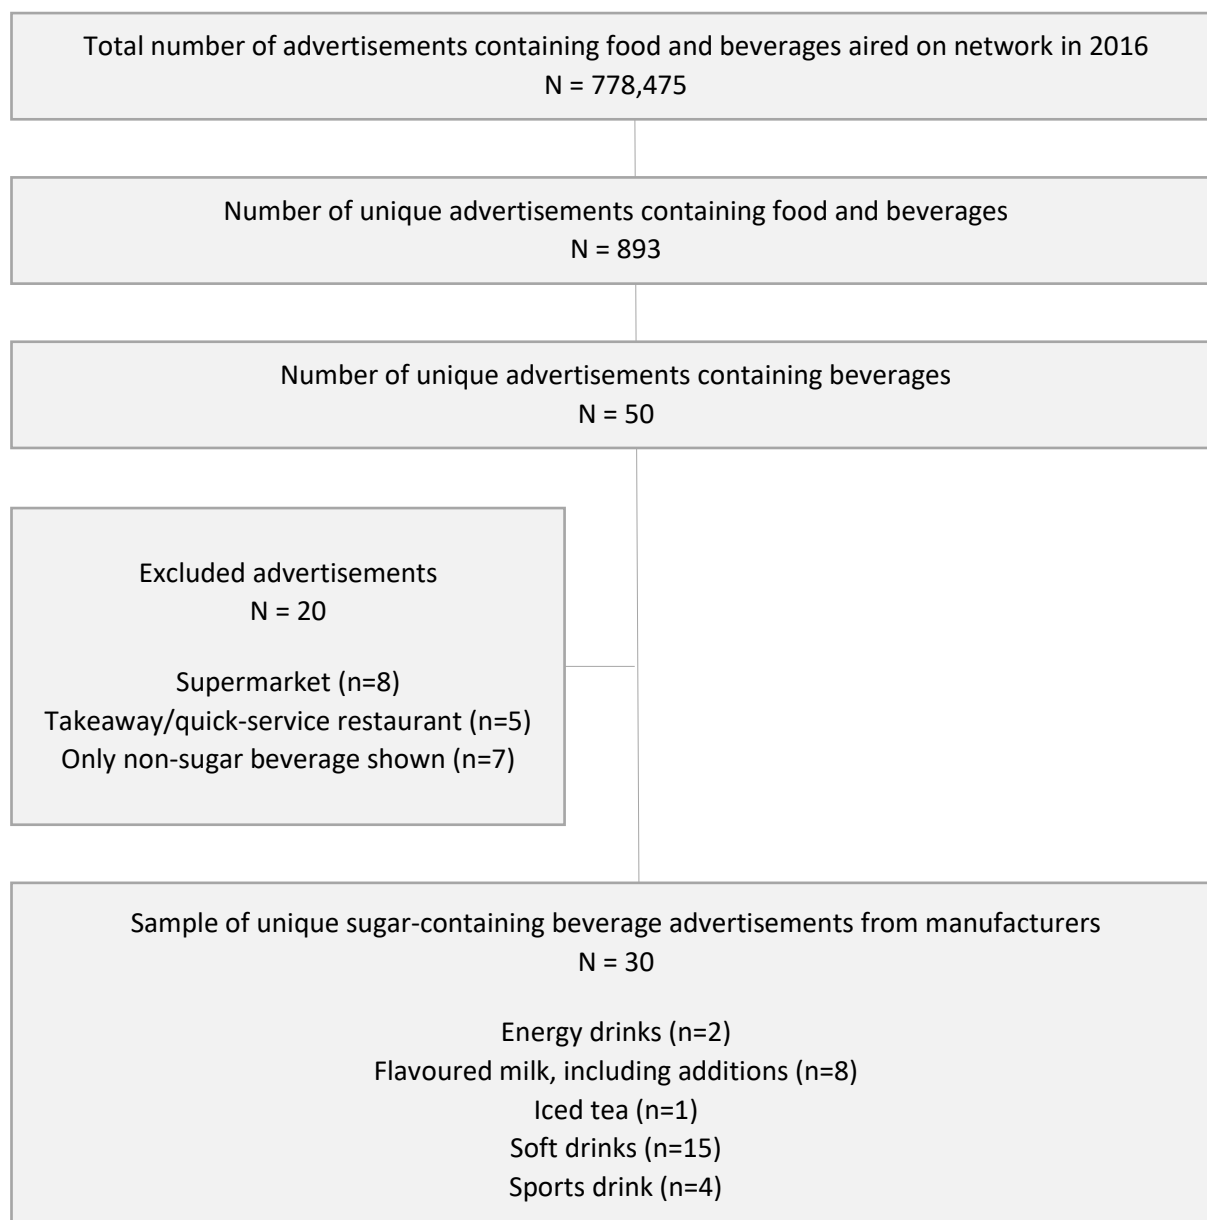 Total number of advertisements containing food and beverages aired on network in 2016
N = 778,475
Number of unique advertisements containing food and beverages
N = 893
Number of unique advertisements containing beverages
N = 50
Excluded advertisements
N = 20
Supermarket (n=8)
Takeaway/quick-service restaurant (n=5)
Only non-sugar beverage shown (n=7)
Sample of unique sugar-containing beverage advertisements from manufacturers
N = 30
Energy drinks (n=2)
Flavoured milk, including additions (n=8)
Iced tea (n=1)
Soft drinks (n=15)
Sports drink (n=4)